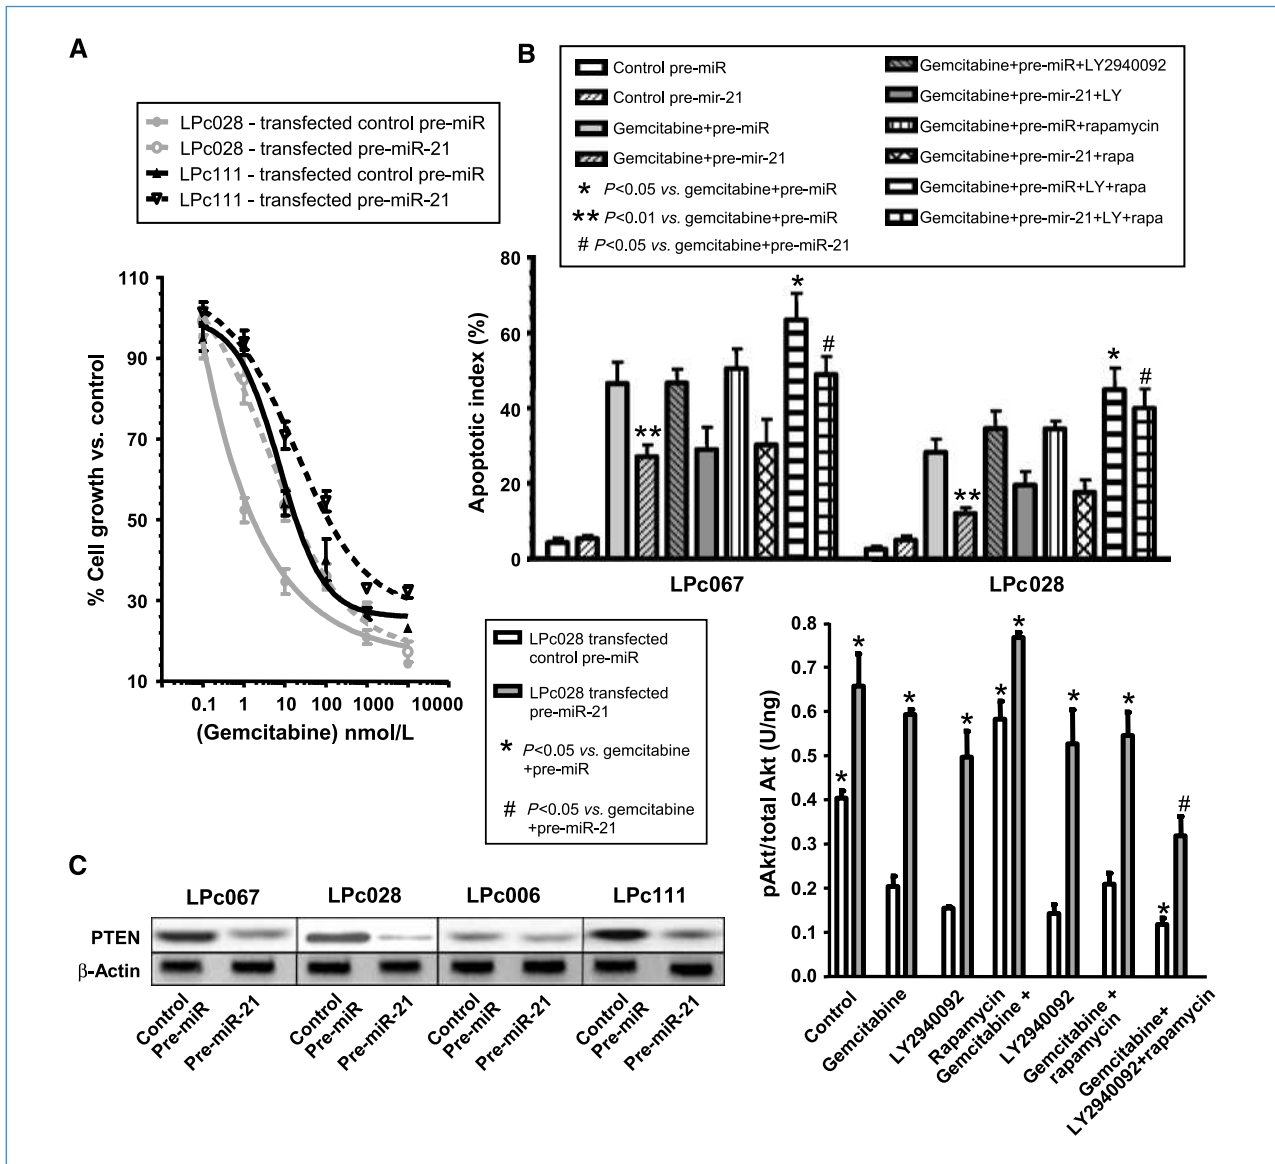 A
LPc028 - transfected control pre-miR
LPc028 - transfected pre-miR-21
LPc111 - transfected control pre-miR
LPc111 - transfected pre-miR-21
% Cell growth vs. control
110
90
70
50
30
10
0.1 1 10 100 1000 10000
(Gemcitabine) nmol/L
B
Control pre-miR
Control pre-mir-21
Gemcitabine+pre-miR
Gemcitabine+pre-mir-21
* P<0.05 vs. gemcitabine+pre-miR
** P<0.01 vs. gemcitabine+pre-miR
# P<0.05 vs. gemcitabine+pre-miR-21
Gemcitabine+pre-miR+LY2940092
Gemcitabine+pre-mir-21+LY
Gemcitabine+pre-miR+rapamycin
Gemcitabine+pre-mir-21+rapa
Gemcitabine+pre-miR+LY+rapa
Gemcitabine+pre-mir-21+LY+rapa
Apoptotic index (%)
80
60
40
20
0
** * # ** * #
LPc067 LPc028
LPc028 transfected
control pre-miR
LPc028 transfected
pre-miR-21
* P<0.05 vs. gemcitabine
+pre-miR
# P<0.05 vs. gemcitabine
+pre-miR-21
pAkt/total Akt (U/ng)
0.8
0.7
0.6
0.5
0.4
0.3
0.2
0.1
0.0
* * * * * * * * * #
Control
Gemcitabine
LY2940092
Rapamycin
Gemcitabine +
LY2940092
Gemcitabine +
rapamycin
Gemcitabine+
LY2940092+rapamycin
C
LPc067 LPc028 LPc006 LPc111
PTEN
β-Actin
Control
Pre-miR
Pre-miR-21
Control
Pre-miR
Pre-miR-21
Control
Pre-miR
Pre-miR-21
Control
Pre-miR
Pre-miR-21